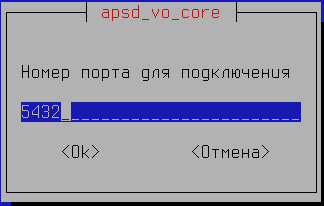 apsd_vo_core
Номер порта для подключения
5432
<Ok> <Отмена>